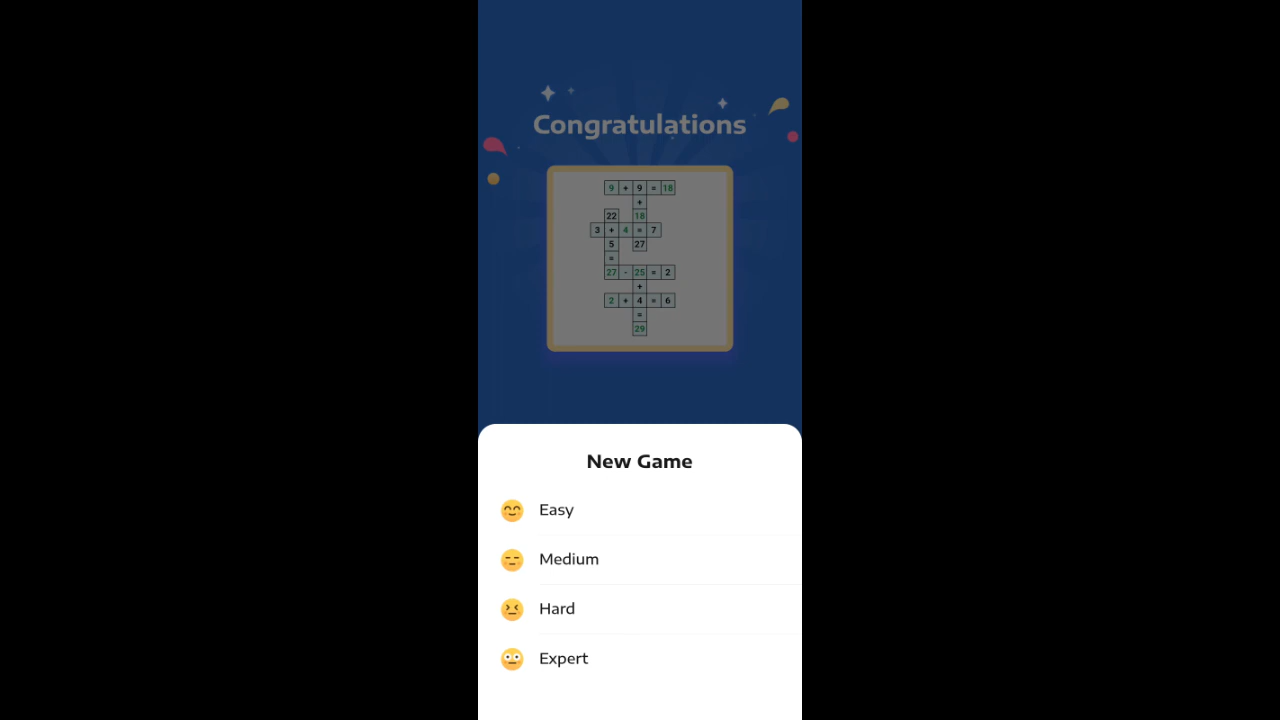 Congratulations
9 + 9 = 18
+
22 18
3 + 4 = 7
5 27
=
27 - 25 = 2
+
2 + 4 = 6
=
29
New Game
Easy
Medium
Hard
Expert